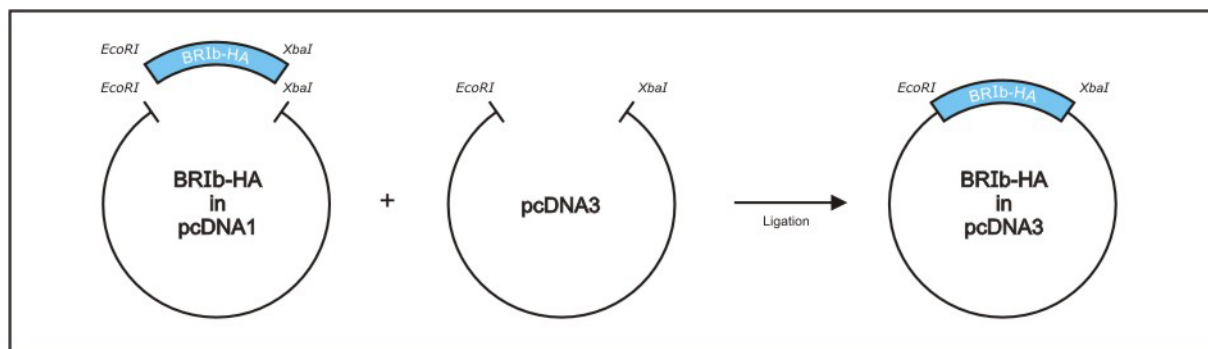 EcoRI
BRIb-HA
XbaI
EcoRI
XbaI
BRIb-HA
in
pcDNA1
+
EcoRI
XbaI
pcDNA3
Ligation
EcoRI
BRIb-HA
XbaI
BRIb-HA
in
pcDNA3